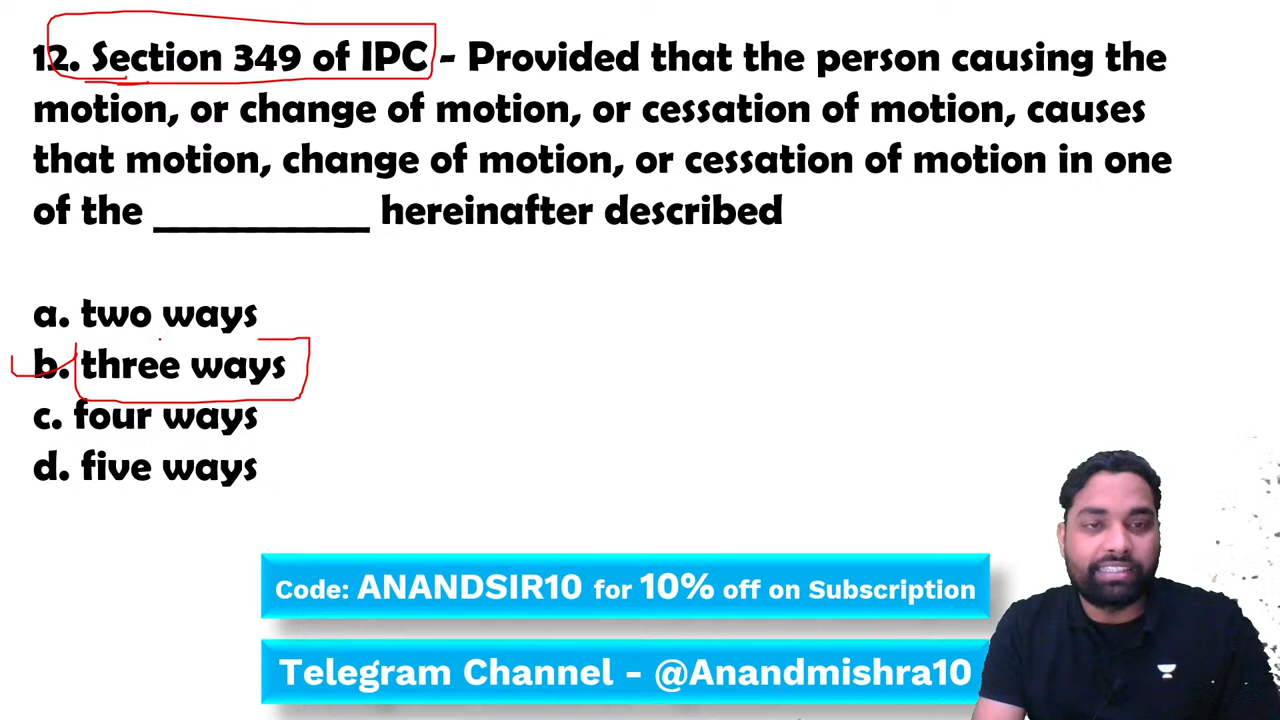 12. Section 349 of IPC - Provided that the person causing the
motion, or change of motion, or cessation of motion, causes
that motion, change of motion, or cessation of motion in one
of the ___________ hereinafter described
a. two ways
b. three ways
c. four ways
d. five ways
Code: ANANDSIR10 for 10% off on Subscription
Telegram Channel - @Anandmishra10